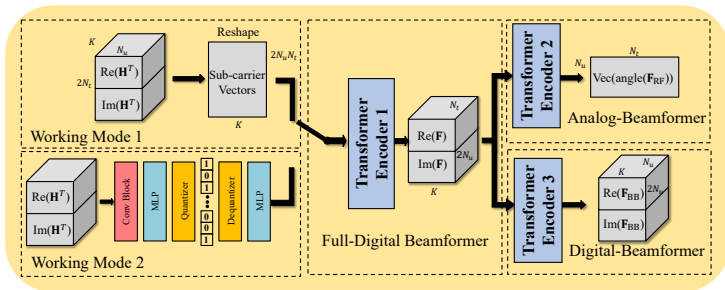 K
N_u
2N_t
Re(H^T)
Im(H^T)
Reshape
Sub-carrier
Vectors
2N_uN_t
K
Working Mode 1
Re(H^T)
Im(H^T)
Conv Block
MLP
Quantizer
1
0
1
0
0
1
Dequantizer
MLP
Working Mode 2
Transformer
Encoder 1
N_t
Re(F)
Im(F)
2N_u
K
Full-Digital Beamformer
Transformer
Encoder 2
N_t
N_u
Vec(angle(F_RF))
Analog-Beamformer
Transformer
Encoder 3
N_u
K
Re(F_BB)
2N_u
Im(F_BB)
Digital-Beamformer